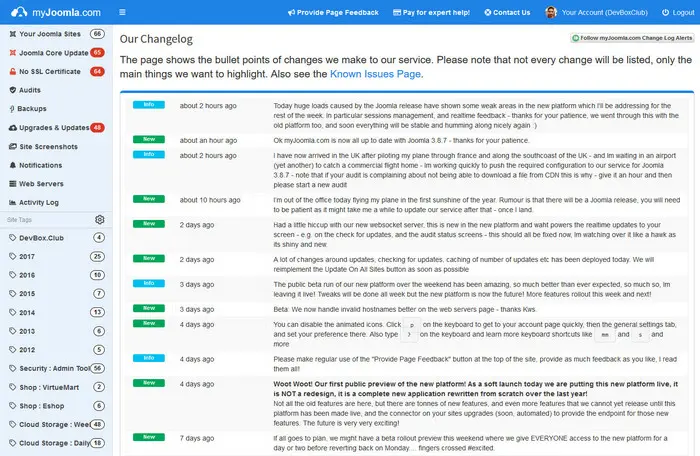 myJoomla.com
Provide Page Feedback
Pay for expert help!
Contact Us
Your Account (DevBoxClub)
Logout
Your Joomla Sites 66
Joomla Core Update 65
No SSL Certificate 64
Audits
Backups
Upgrades & Updates 48
Site Screenshots
Notifications
Web Servers
Activity Log
Site Tags
DevBox.Club 4
2017 25
2016 10
2015 7
2014 13
2013 6
2012 5
Security : Admin Tool 56
Shop : VirtueMart 2
Shop : Eshop 6
Cloud Storage : Week 48
Cloud Storage : Daily 18
Our Changelog
Follow myJoomla.com Change Log Alerts
The page shows the bullet points of changes we make to our service. Please note that not every change will be listed, only the
main things we want to highlight. Also see the Known Issues Page.
Info about 2 hours ago Today huge loads caused by the Joomla release have shown some weak areas in the new platform which I'll be addressing for the
rest of the week. In particular sessions management, and realtime feedback - thanks for your patience, we went through this with the
old platform too, and soon everything will be stable and humming along nicely again :)
New about an hour ago Ok myJoomla.com is now all up to date with Joomla 3.8.7 - thanks for your patience.
Info about 2 hours ago I have now arrived in the UK after piloting my plane through france and along the southcoast of the UK - and Im waiting in an airport
(yet another) to catch a commercial flight home - Im working quickly to push the required configuration to our service for Joomla
3.8.7 - note that if your audit is complaining about not being able to download a file from CDN this is why - give it an hour and then
please start a new audit
New about 10 hours ago I'm out of the office today flying my plane in the first sunshine of the year. Rumour is that there will be a Joomla release, you will need
to be patient as it might take me a while to update our service after that - once I land.
New 2 days ago Had a little hiccup with our new websocket server, this is new in the new platform and waht powers the realtime updates to your
screen - e.g. on the check for updates, and the audit status screens - this should all be fixed now, Im watching over it like a hawk as
its shiny and new.
New 2 days ago A lot of changes around updates, checking for updates, caching of number of updates etc has been deployed today. We will
reimplement the Update On All Sites button as soon as possible
Info 3 days ago The public beta run of our new platform over the weekend has been amazing, so much better than ever expected, so much so, Im
leaving it live! Tweaks will be done all week but the new platform is now the future! More features rollout this week and next!
New 3 days ago Beta: We now handle invalid hostnames better on the web servers page - thanks Kws.
New 4 days ago You can disable the animated icons. Click p on the keyboard to get to your account page quickly, then the general settings tab,
and set your preference there. Also type ? on the keyboard and learn more keyboard shortcuts like mm and s and
more
Info 4 days ago Please make regular use of the "Provide Page Feedback" button at the top of the site, provide as much feedback as you like, I read
them all!
New 4 days ago Woot Woot! Our first public preview of the new platform! As a soft launch today we are putting this new platform live, it
is NOT a redesign, it is a complete new application rewritten from scratch over the last year!
Not all the old features are here, but there are tonnes of new features, and even more features that we cannot yet release until this
platform has been made live, and the connector on your sites upgrades (soon, automated) to provide the endpoint for those new
features. The future is very very exciting!
New 7 days ago if all goes to plan, we might have a beta rollout preview this weekend where we give EVERYONE access to the new platform for a
day or two before reverting back on Monday.... fingers crossed #excited.